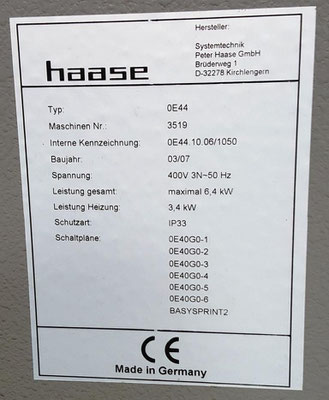 Hersteller:
haase
Systemtechnik
Peter Haase GmbH
Brüderweg 1
D-32278 Kirchlengern
Typ: 0E44
Maschinen Nr.: 3519
Interne Kennzeichnung: 0E44.10.06/1050
Baujahr: 03/07
Spannung: 400V 3N~50 Hz
Leistung gesamt: maximal 6,4 kW
Leistung Heizung: 3,4 kW
Schutzart: IP33
Schaltpläne: 0E40G0-1
0E40G0-2
0E40G0-3
0E40G0-4
0E40G0-5
0E40G0-6
BASYSPRINT2
CE
Made in Germany